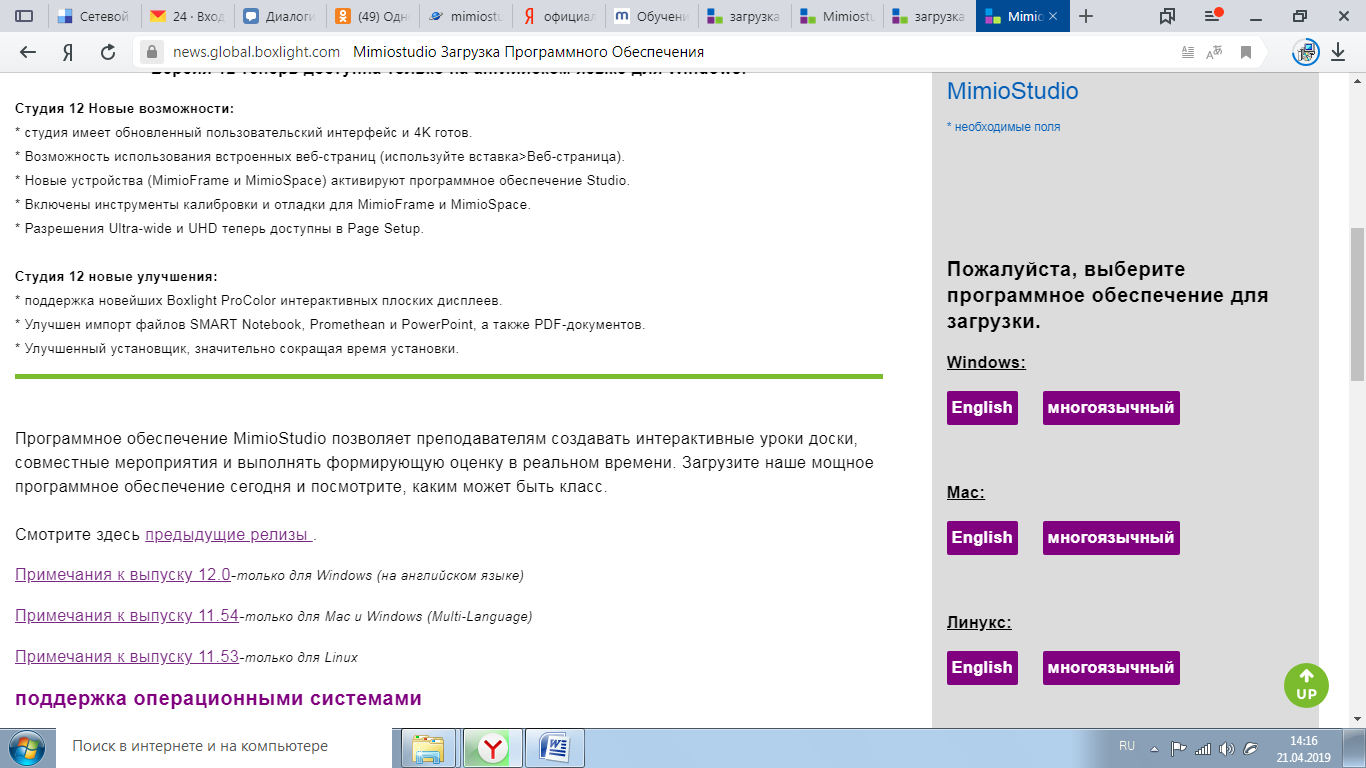 Сетевой
24 · Вход
Диалоги
(49) Одн
mimiostu
официал
Обучени
загрузка
Mimiostu
загрузка
Mimio
news.global.boxlight.com Mimiostudio Загрузка Программного Обеспечения
Студия 12 Новые возможности:
* студия имеет обновленный пользовательский интерфейс и 4K готов.
* Возможность использования встроенных веб-страниц (используйте вставка>Веб-страница).
* Новые устройства (MimioFrame и MimioSpace) активируют программное обеспечение Studio.
* Включены инструменты калибровки и отладки для MimioFrame и MimioSpace.
* Разрешения Ultra-wide и UHD теперь доступны в Page Setup.
Студия 12 новые улучшения:
* поддержка новейших Boxlight ProColor интерактивных плоских дисплеев.
* Улучшен импорт файлов SMART Notebook, Promethean и PowerPoint, а также PDF-документов.
* Улучшенный установщик, значительно сокращая время установки.
Программное обеспечение MimioStudio позволяет преподавателям создавать интерактивные уроки доски,
совместные мероприятия и выполнять формирующую оценку в реальном времени. Загрузите наше мощное
программное обеспечение сегодня и посмотрите, каким может быть класс.
Смотрите здесь предыдущие релизы .
Примечания к выпуску 12.0-только для Windows (на английском языке)
Примечания к выпуску 11.54-только для Mac и Windows (Multi-Language)
Примечания к выпуску 11.53-только для Linux
поддержка операционными системами
MimioStudio
* необходимые поля
Пожалуйста, выберите
программное обеспечение для
загрузки.
Windows:
English многоязычный
Mac:
English многоязычный
Линукс:
English многоязычный
UP
Поиск в интернете и на компьютере
RU
14:16
21.04.2019